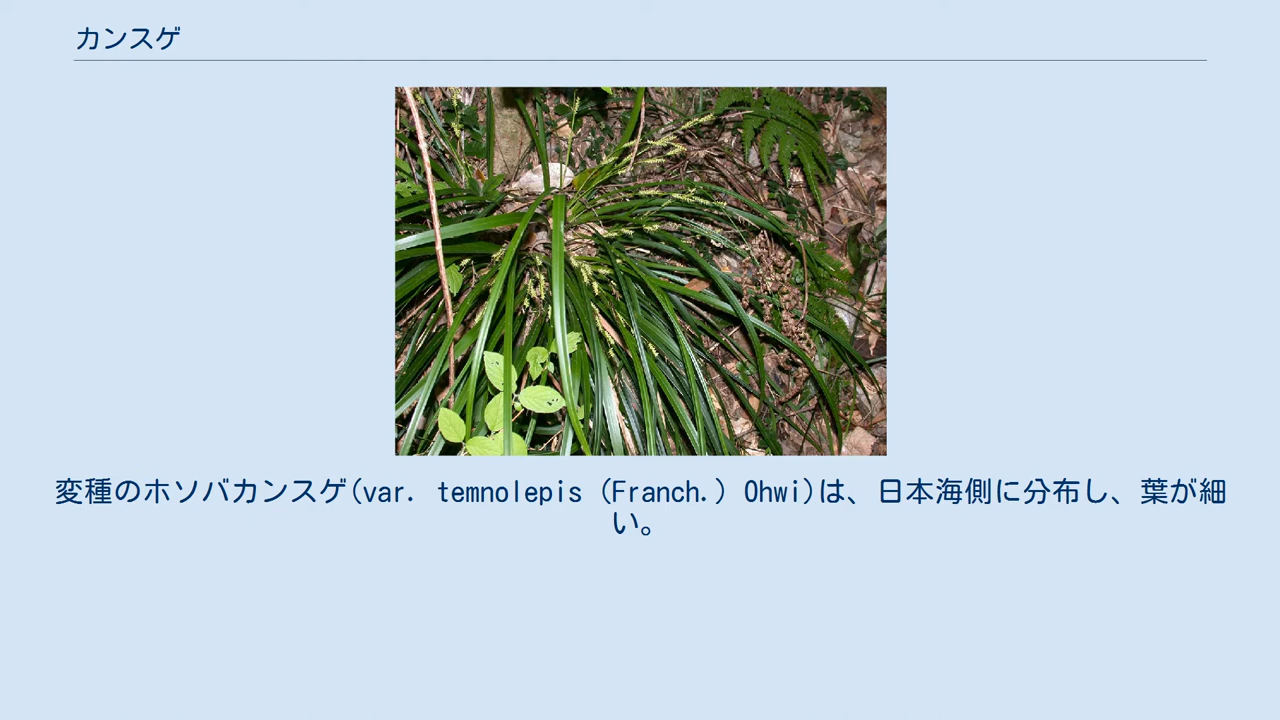 カンスゲ
変種のホソバカンスゲ(var. temnolepis (Franch.) Ohwi)は、日本海側に分布し、葉が細
い。